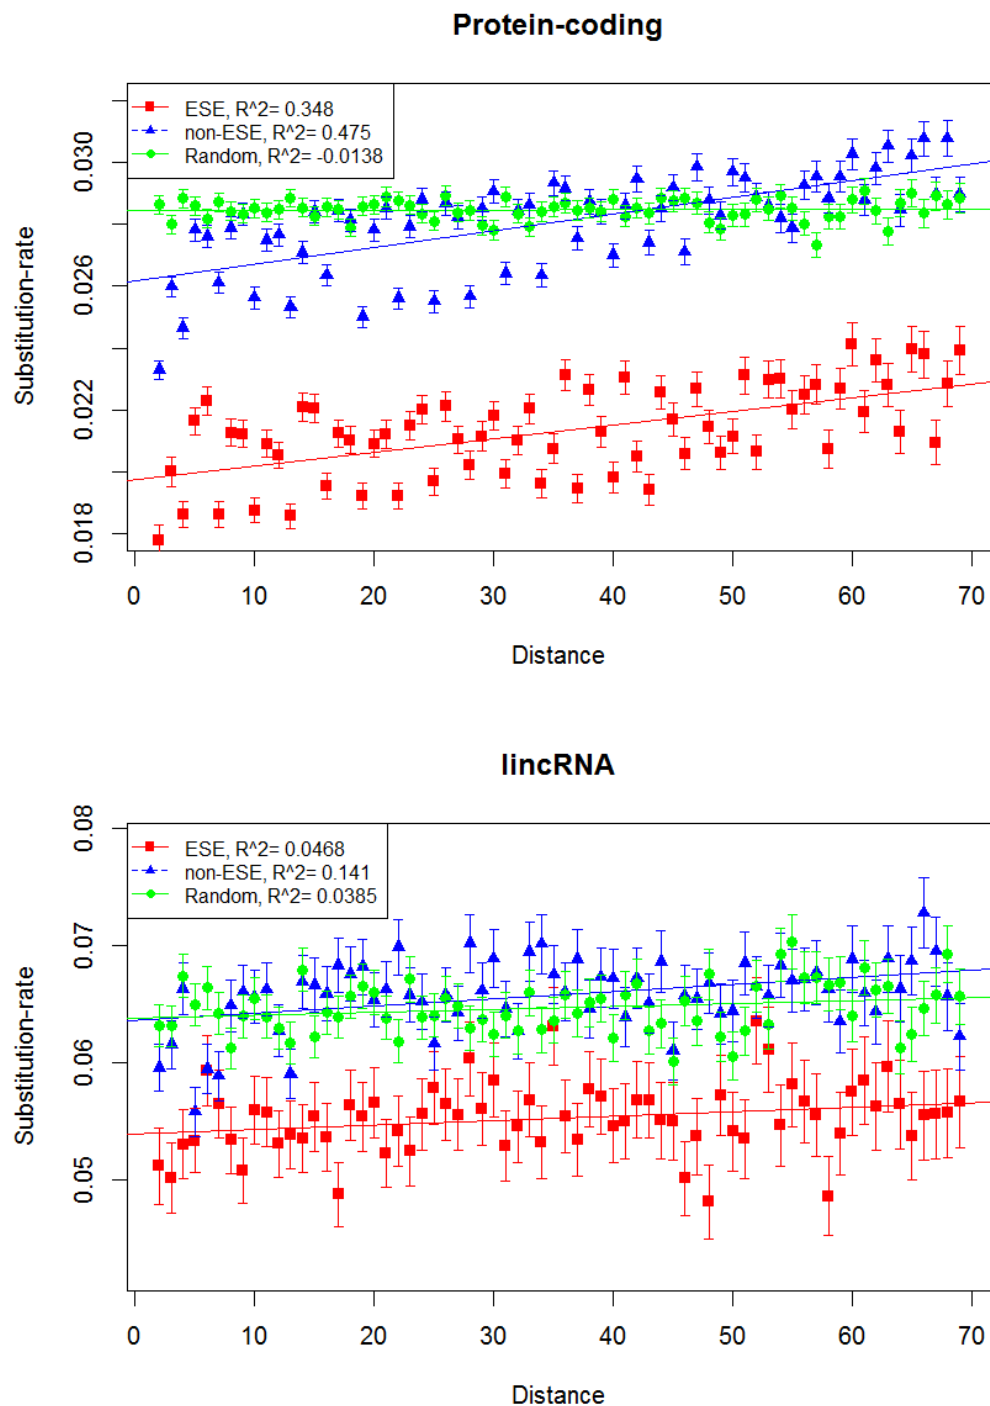 Protein-coding
ESE, R^2= 0.348
non-ESE, R^2= 0.475
Random, R^2= -0.0138
Substitution-rate
0.030
0.026
0.022
0.018
0 10 20 30 40 50 60 70
Distance
lincRNA
ESE, R^2= 0.0468
non-ESE, R^2= 0.141
Random, R^2= 0.0385
Substitution-rate
0.08
0.07
0.06
0.05
0 10 20 30 40 50 60 70
Distance